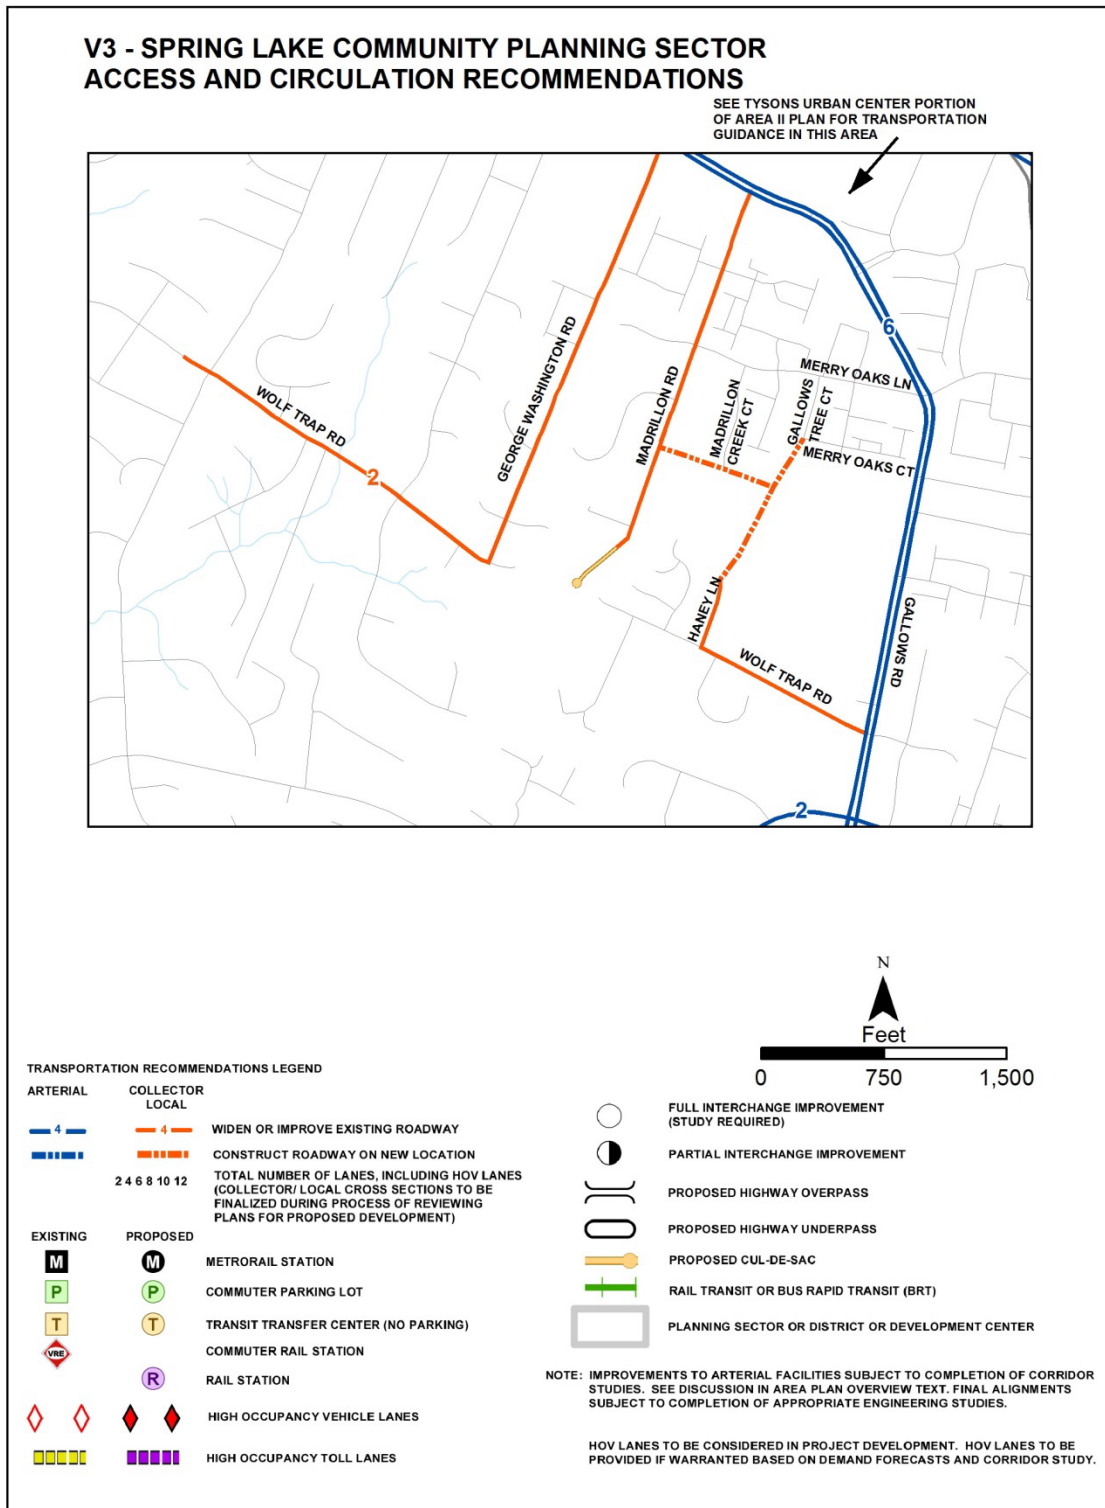 V3 - SPRING LAKE COMMUNITY PLANNING SECTOR
ACCESS AND CIRCULATION RECOMMENDATIONS
SEE TYSONS URBAN CENTER PORTION
OF AREA II PLAN FOR TRANSPORTATION
GUIDANCE IN THIS AREA
6
MERRY OAKS LN
GEORGE WASHINGTON RD
MADRILLON RD
MADRILLON
CREEK CT
GALLOWS
TREE CT
WOLF TRAP RD
MERRY OAKS CT
2
HANEY LN
GALLOWS RD
WOLF TRAP RD
2
N
Feet
0 750 1,500
TRANSPORTATION RECOMMENDATIONS LEGEND
ARTERIAL
COLLECTOR
LOCAL
4 4 WIDEN OR IMPROVE EXISTING ROADWAY
CONSTRUCT ROADWAY ON NEW LOCATION
2 4 6 8 10 12
TOTAL NUMBER OF LANES, INCLUDING HOV LANES
(COLLECTOR/ LOCAL CROSS SECTIONS TO BE
FINALIZED DURING PROCESS OF REVIEWING
PLANS FOR PROPOSED DEVELOPMENT)
EXISTING PROPOSED
M M METRORAIL STATION
P P COMMUTER PARKING LOT
T T TRANSIT TRANSFER CENTER (NO PARKING)
VRE COMMUTER RAIL STATION
R RAIL STATION
HIGH OCCUPANCY VEHICLE LANES
HIGH OCCUPANCY TOLL LANES
FULL INTERCHANGE IMPROVEMENT
(STUDY REQUIRED)
PARTIAL INTERCHANGE IMPROVEMENT
PROPOSED HIGHWAY OVERPASS
PROPOSED HIGHWAY UNDERPASS
PROPOSED CUL-DE-SAC
RAIL TRANSIT OR BUS RAPID TRANSIT (BRT)
PLANNING SECTOR OR DISTRICT OR DEVELOPMENT CENTER
NOTE: IMPROVEMENTS TO ARTERIAL FACILITIES SUBJECT TO COMPLETION OF CORRIDOR
STUDIES. SEE DISCUSSION IN AREA PLAN OVERVIEW TEXT. FINAL ALIGNMENTS
SUBJECT TO COMPLETION OF APPROPRIATE ENGINEERING STUDIES.
HOV LANES TO BE CONSIDERED IN PROJECT DEVELOPMENT. HOV LANES TO BE
PROVIDED IF WARRANTED BASED ON DEMAND FORECASTS AND CORRIDOR STUDY.